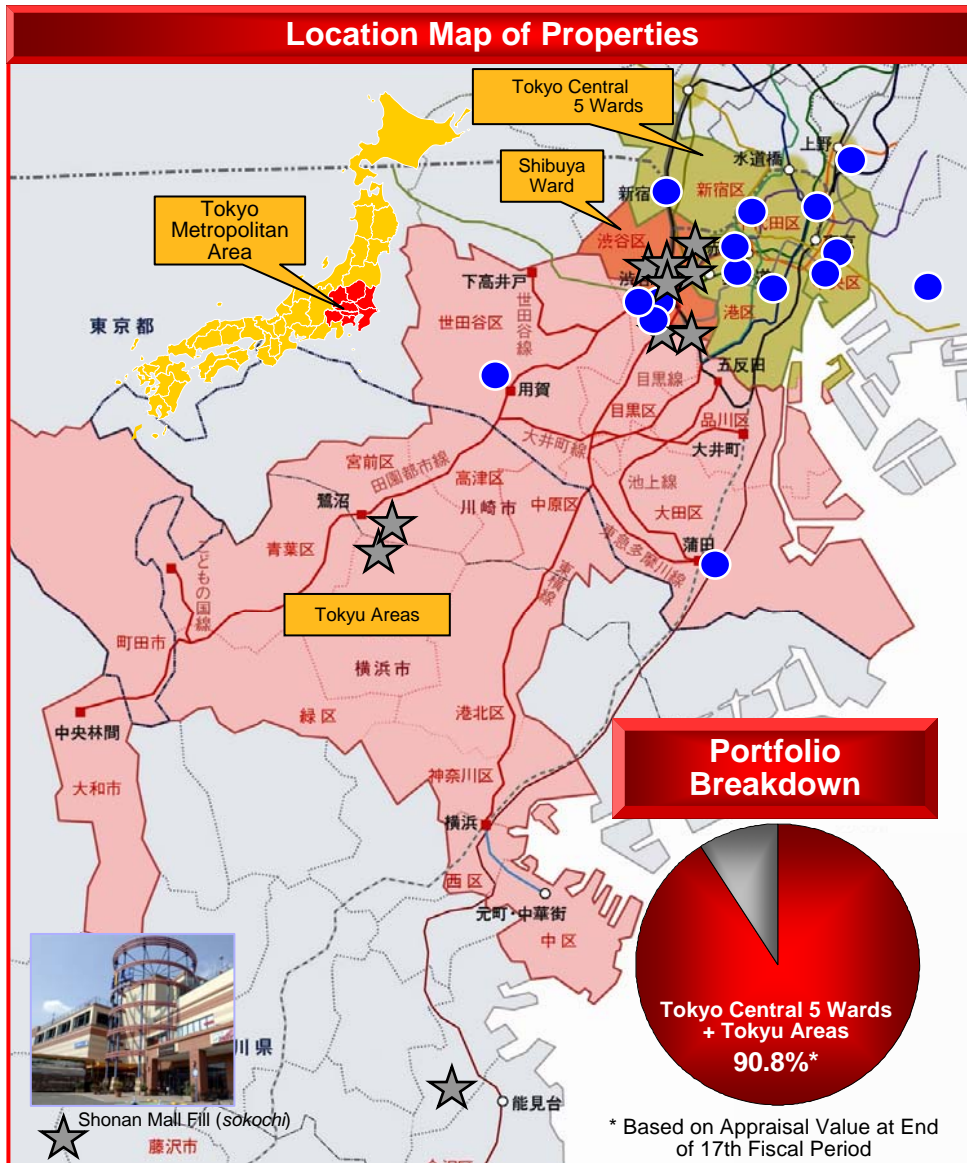 Location Map of Properties
Tokyo Central
5 Wards
上野
水道橋
Shibuya
Ward
新宿
新宿区
Tokyo
Metropolitan
Area
渋谷区
代田区
下高井戸
東京都
世田谷区
世田谷線
港区
五反田
目黒線
用賀
目黒区
品川区
大井町線
大井町
宮前区
田園都市線
高津区
池上線
鷺沼
川崎市
中原区
大田区
青葉区
東急多摩川線
蒲田
こどもの国線
東横線
Tokyu Areas
町田市
横浜市
緑区
港北区
中央林間
大和市
神奈川区
横浜
西区
元町・中華街
中区
Portfolio
Breakdown
Tokyo Central 5 Wards
+ Tokyu Areas
90.8%*
川県
能見台
Shonan Mall Fill (sokochi)
藤沢市
* Based on Appraisal Value at End
of 17th Fiscal Period